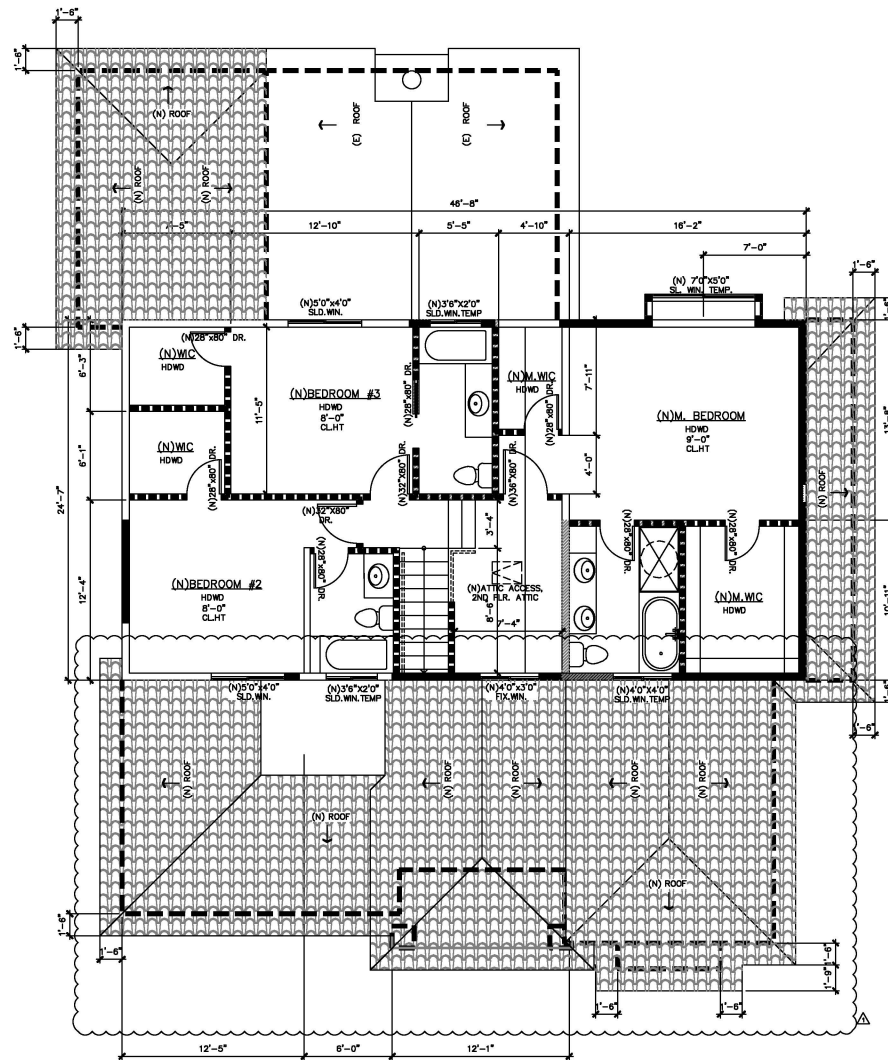 1'-6"
1'-6"
(N) ROOF
(N) ROOF
(N) ROOF
(E) ROOF
(E) ROOF
46'-8"
12'-10"
5'-5"
4'-10"
16'-2"
7'-0"
1'-6"
(N)5'0"x4'0"
SLD.WIN.
(N)3'6"X2'0"
SLD.WIN.TEMP
(N) 7'0"X5'0"
SL. WIN. TEMP.
1'-6"
1'-6"
6'-3"
(N)WIC
HDWD
(N)28"x80" DR.
(N)BEDROOM #3
HDWD
8'-0"
CL.HT
11'-5"
(N)28"x80" DR.
(N)M.WIC
HDWD
(N)28"x80" DR.
7'-11"
(N)M. BEDROOM
HDWD
9'-0"
CL.HT
13'-8"
(N) ROOF
6'-1"
(N)WIC
HDWD
(N)28"x80" DR.
(N)32"X80" DR.
(N)36"X80" DR.
4'-0"
24'-7"
(N)32"X80"
DR.
3'-4"
(N)28"x80"
DR.
(N)28"x80"
DR.
(N)28"x80"
DR.
12'-4"
(N)BEDROOM #2
HDWD
8'-0"
CL.HT
(N)ATTIC ACCESS,
2ND FLR. ATTIC
8'-6"
7'-4"
(N)M.WIC
HDWD
10'-11"
1'-6"
(N)5'0"x4'0"
SLD.WIN.
(N)3'6"X2'0"
SLD.WIN.TEMP
(N)4'0"x3'0"
FIX.WIN.
(N)4'0"X4'0"
SLD.WIN.TEMP
1'-6"
(N) ROOF
(N) ROOF
(N) ROOF
(N) ROOF
(N) ROOF
(N) ROOF
(N) ROOF
1'-6"
1'-6"
1'-6"
1'-9"
1'-6"
1'-6"
1
12'-5"
6'-0"
12'-1"